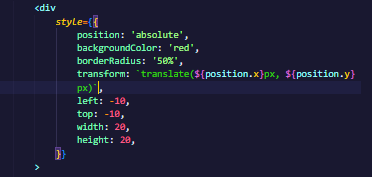 <div
style={{
position: 'absolute',
backgroundColor: 'red',
borderRadius: '50%',
transform: `translate(${position.x}px, ${position.y}
px)`,
left: -10,
top: -10,
width: 20,
height: 20,
}}
>